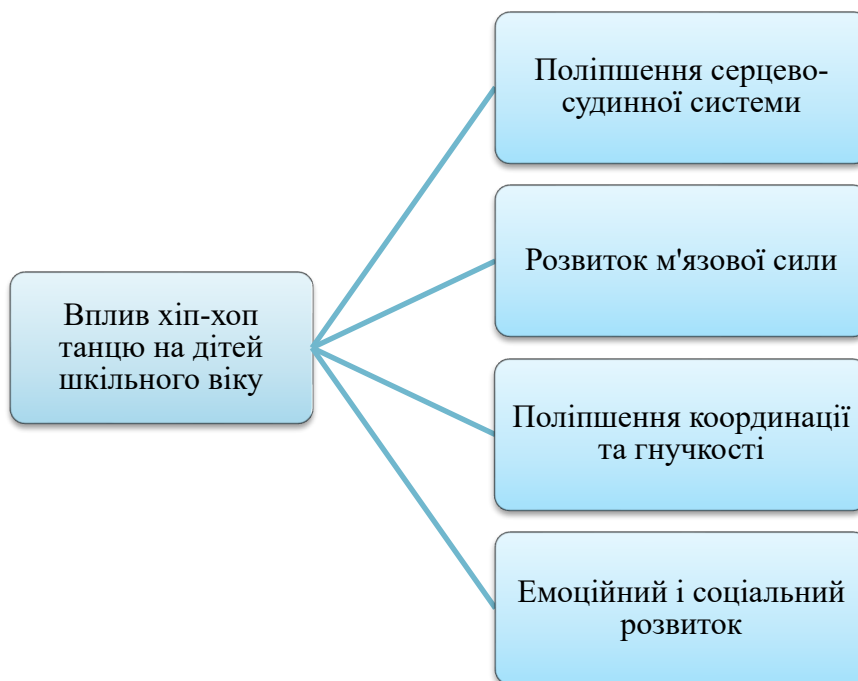 Вплив хіп-хоп
танцю на дітей
шкільного віку
Поліпшення серцево-
судинної системи
Розвиток м'язової сили
Поліпшення координації
та гнучкості
Емоційний і соціальний
розвиток